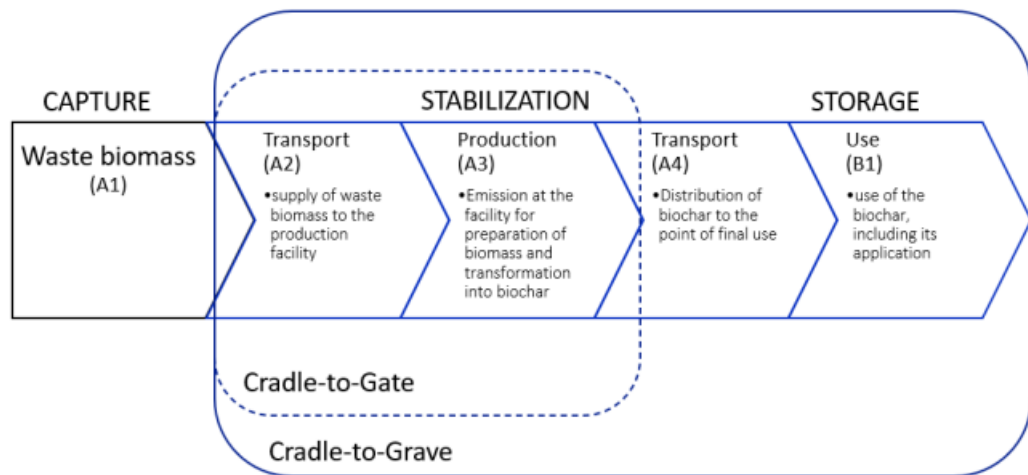 CAPTURE
STABILIZATION
STORAGE
Waste biomass
(A1)
Transport
(A2)
•supply of waste
biomass to the
production
facility
Production
(A3)
•Emission at the
facility for
preparation of
biomass and
transformation
into biochar
Transport
(A4)
•Distribution of
biochar to the
point of final use
Use
(B1)
•use of the
biochar,
including its
application
Cradle-to-Gate
Cradle-to-Grave